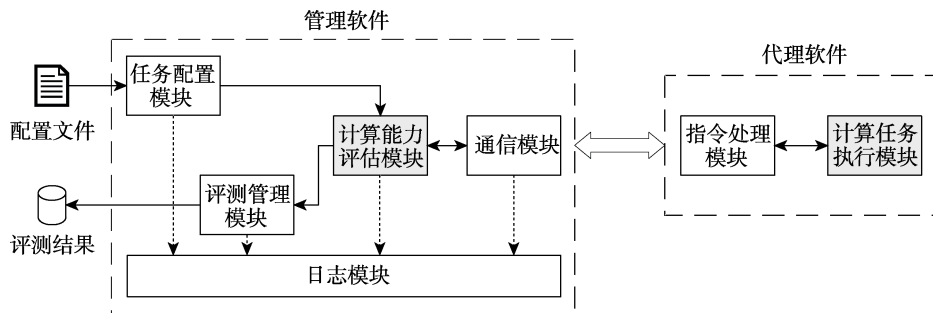 管理软件
代理软件
配置文件
任务配置
模块
计算能力
评估模块
通信模块
指令处理
模块
计算任务
执行模块
评测管理
模块
评测结果
日志模块